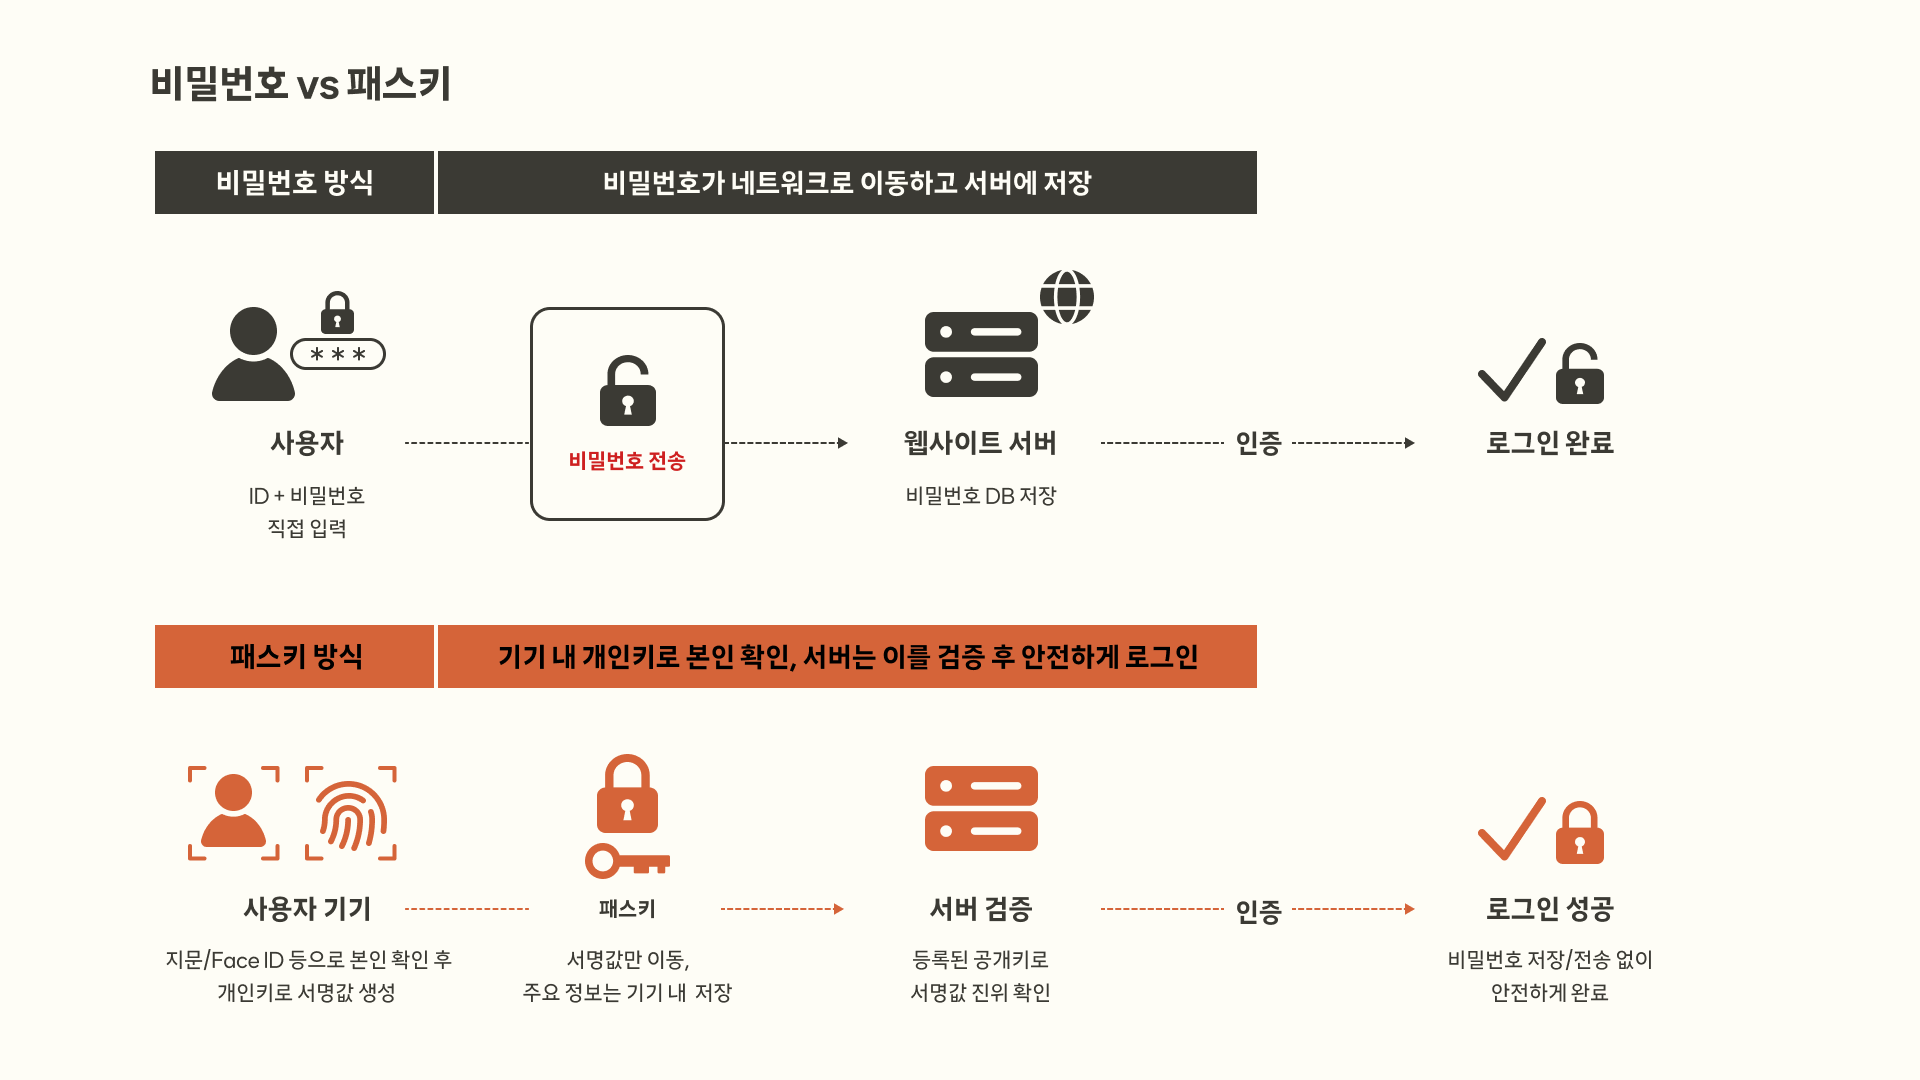 비밀번호 vs 패스키
비밀번호 방식
비밀번호가 네트워크로 이동하고 서버에 저장
***
비밀번호 전송
사용자
웹사이트 서버
인증
로그인 완료
ID + 비밀번호
직접 입력
비밀번호 DB 저장
패스키 방식
기기 내 개인키로 본인 확인, 서버는 이를 검증 후 안전하게 로그인
사용자 기기
패스키
서버 검증
인증
로그인 성공
지문/Face ID 등으로 본인 확인 후
개인키로 서명값 생성
서명값만 이동,
주요 정보는 기기 내 저장
등록된 공개키로
서명값 진위 확인
비밀번호 저장/전송 없이
안전하게 완료